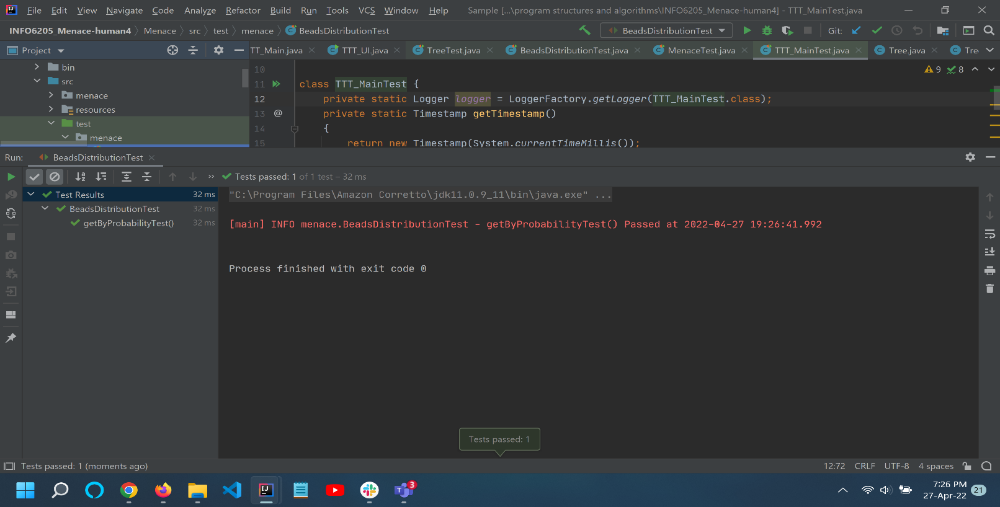 File Edit View Navigate Code Analyze Refactor Build Run Tools VCS Window Help Sample [...\program structures and algorithms\INFO6205_Menace-human4] - TTT_MainTest.java
INFO6205_Menace-human4 Menace src test menace BeadsDistributionTest BeadsDistributionTest Git:
Project TT_Main.java TTT_UI.java TreeTest.java BeadsDistributionTest.java MenaceTest.java TTT_MainTest.java Tree.java Tre
bin
src
menace
resources
test
menace
10 9 8
11 class TTT_MainTest {
12 private static Logger logger = LoggerFactory.getLogger(TTT_MainTest.class);
13 @ private static Timestamp getTimestamp()
14 {
15 return new Timestamp(System.currentTimeMillis());
Run: BeadsDistributionTest
Tests passed: 1 of 1 test – 32 ms
Test Results 32 ms
BeadsDistributionTest 32 ms
getByProbabilityTest() 32 ms
"C:\Program Files\Amazon Corretto\jdk11.0.9_11\bin\java.exe" ...
[main] INFO menace.BeadsDistributionTest - getByProbabilityTest() Passed at 2022-04-27 19:26:41.992
Process finished with exit code 0
Tests passed: 1
Tests passed: 1 (moments ago) 12:72 CRLF UTF-8 4 spaces
IJ
3
7:26 PM
27-Apr-22
21